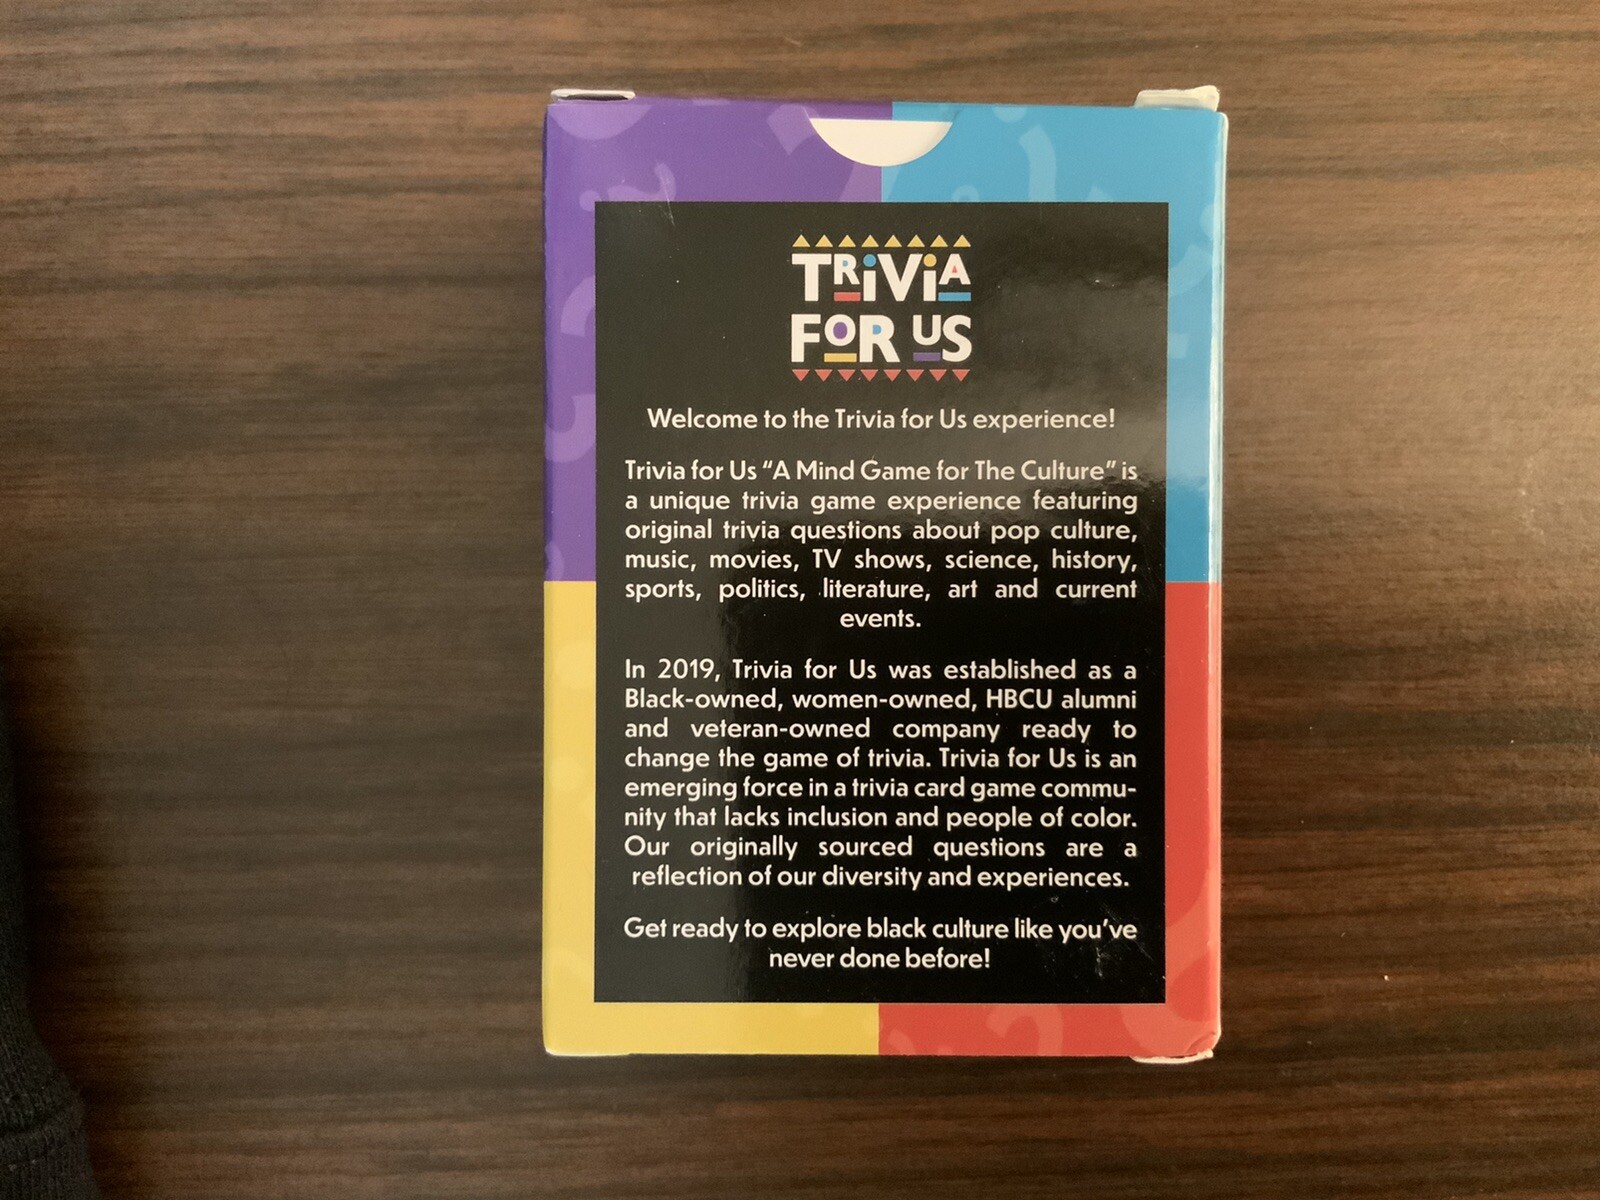 TRiViA
FOR US
Welcome to the Trivia for Us experience!
Trivia for Us “A Mind Game for The Culture” is
a unique trivia game experience featuring
original trivia questions about pop culture,
music, movies, TV shows, science, history,
sports, politics, literature, art and current
events.
In 2019, Trivia for Us was established as a
Black-owned, women-owned, HBCU alumni
and veteran-owned company ready to
change the game of trivia. Trivia for Us is an
emerging force in a trivia card game commu-
nity that lacks inclusion and people of color.
Our originally sourced questions are a
reflection of our diversity and experiences.
Get ready to explore black culture like you’ve
never done before!